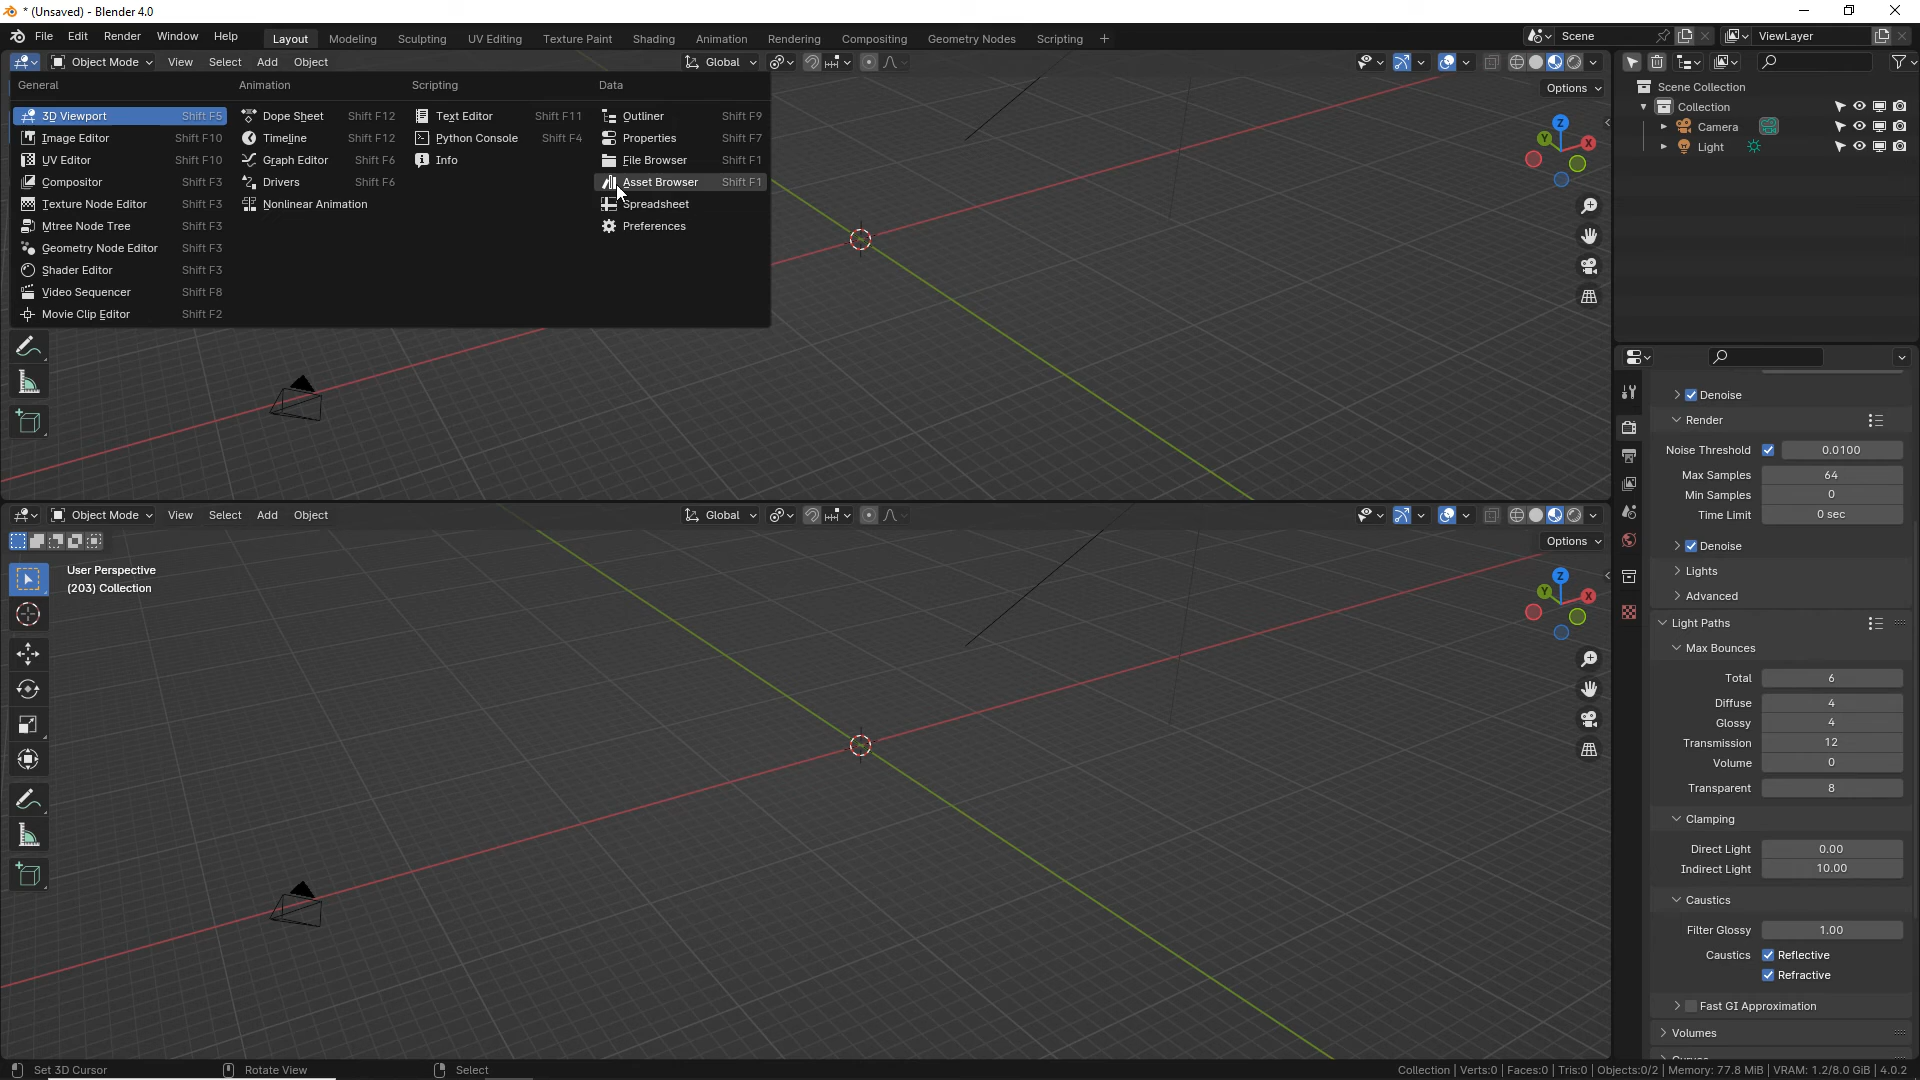 * (Unsaved) - Blender 4.0
File Edit Render Window Help Layout Modeling Sculpting UV Editing Texture Paint Shading Animation Rendering Compositing Geometry Nodes Scripting + Scene ViewLayer
Object Mode View Select Add Object Global
Options
General Animation Scripting Data
3D Viewport Shift F5 Dope Sheet Shift F12 Text Editor Shift F11 Outliner Shift F9
Image Editor Shift F10 Timeline Shift F12 Python Console Shift F4 Properties Shift F7
UV Editor Shift F10 Graph Editor Shift F6 Info File Browser Shift F1
Compositor Shift F3 Drivers Shift F6 Asset Browser Shift F1
Texture Node Editor Shift F3 Nonlinear Animation Spreadsheet
Mtree Node Tree Shift F3 Preferences
Geometry Node Editor Shift F3
Shader Editor Shift F3
Video Sequencer Shift F8
Movie Clip Editor Shift F2
Z
Y X
Scene Collection
Collection
Camera
Light
Object Mode View Select Add Object Global
Options
User Perspective
(203) Collection
Z
Y X
Denoise
Render
Noise Threshold 0.0100
Max Samples 64
Min Samples 0
Time Limit 0 sec
Denoise
Lights
Advanced
Light Paths
Max Bounces
Total 6
Diffuse 4
Glossy 4
Transmission 12
Volume 0
Transparent 8
Clamping
Direct Light 0.00
Indirect Light 10.00
Caustics
Filter Glossy 1.00
Caustics Reflective
Refractive
Fast GI Approximation
Volumes
Set 3D Cursor Rotate View Select Collection | Verts:0 | Faces:0 | Tris:0 | Objects:0/2 | Memory: 77.8 MiB | VRAM: 1.2/8.0 GiB | 4.0.2